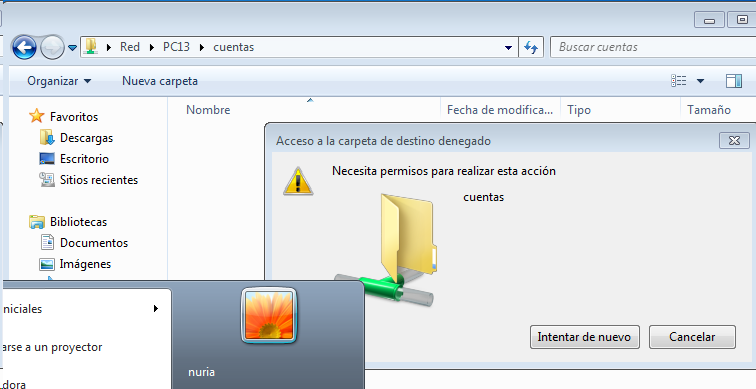 Red PC13 cuentas
Buscar cuentas
Organizar Nueva carpeta
Nombre Fecha de modifica... Tipo Tamaño
Favoritos
Descargas
Escritorio
Sitios recientes
Bibliotecas
Documentos
Imágenes
Acceso a la carpeta de destino denegado
Necesita permisos para realizar esta acción
cuentas
Intentar de nuevo Cancelar
niciales
arse a un proyector
dora
nuria